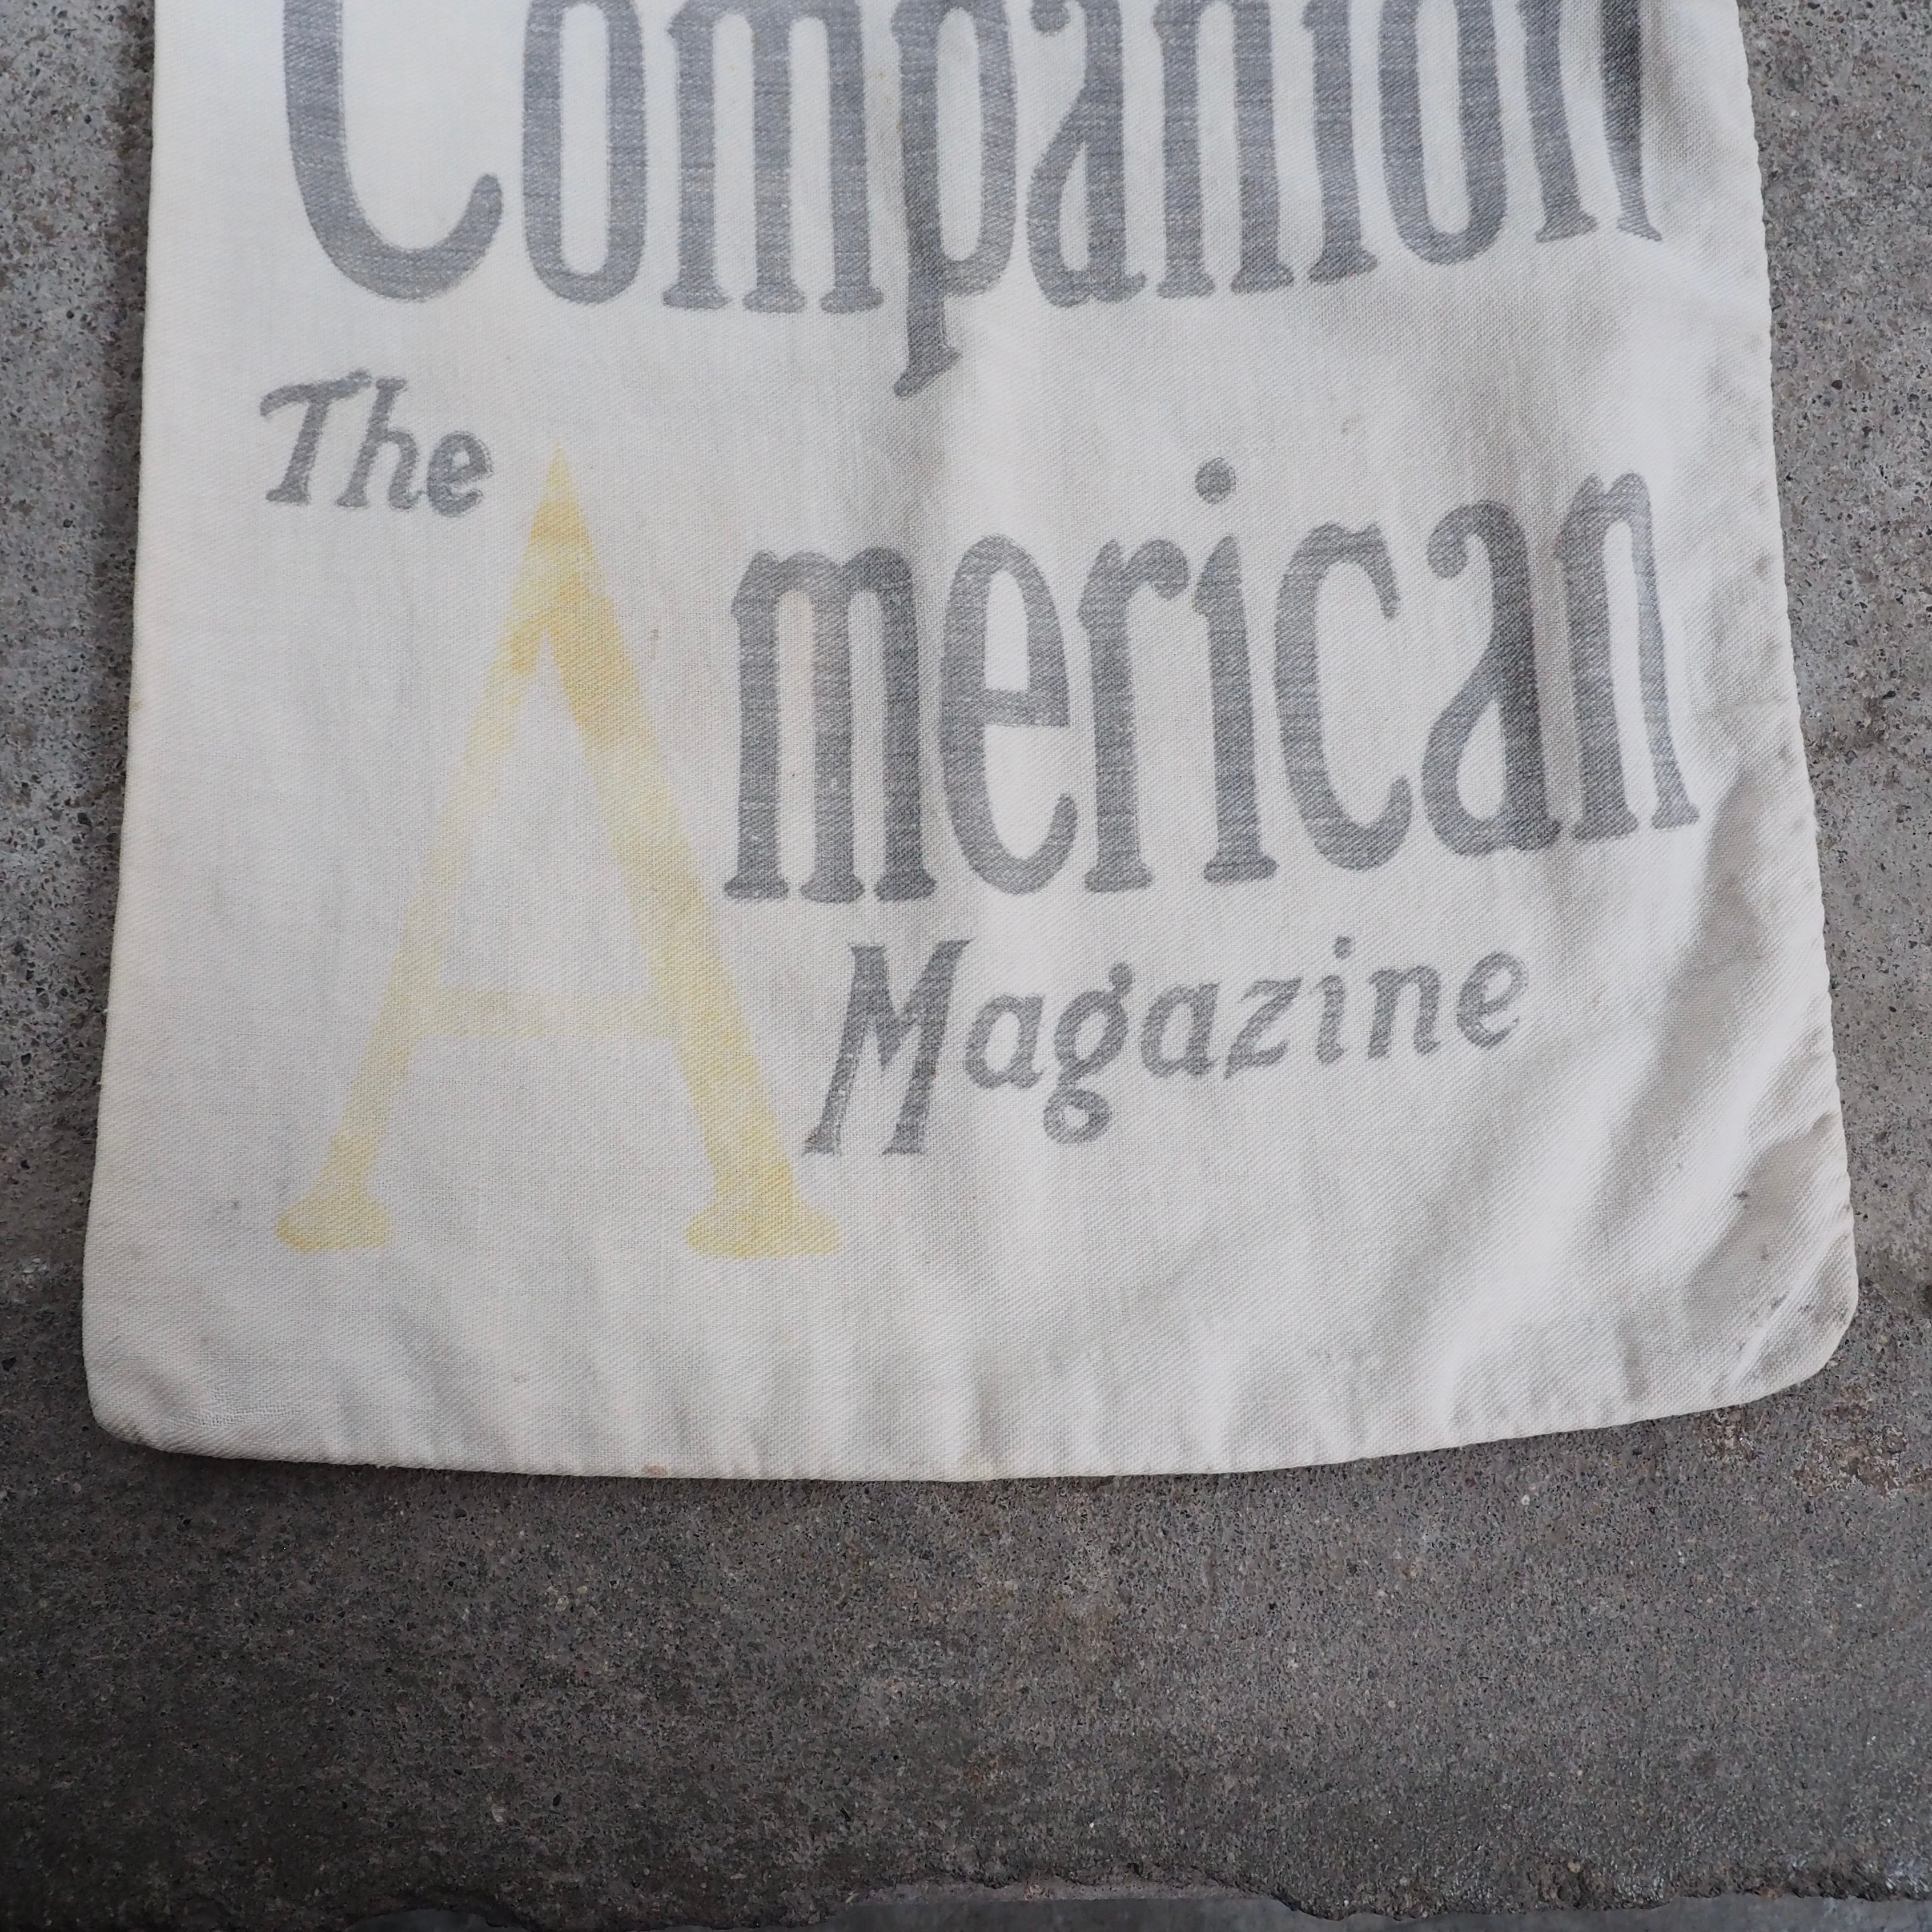 Companion
The American
Magazine